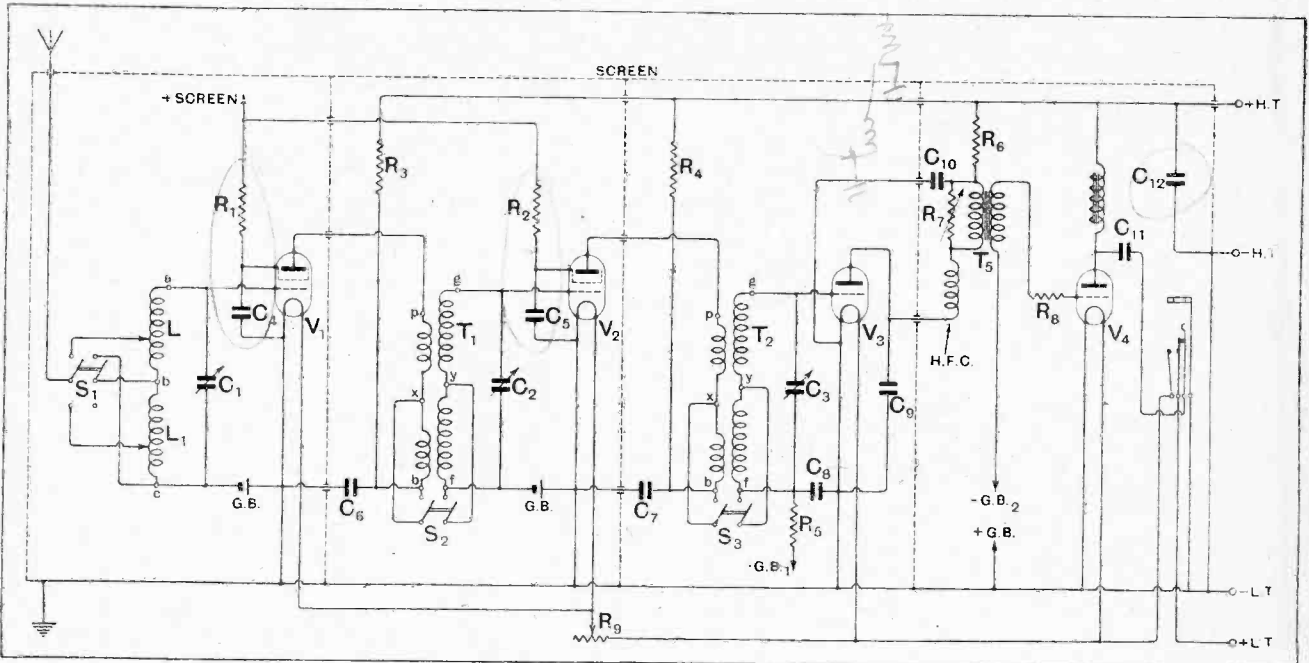 SCREEN
+ SCREEN
+H.T
R6
C10
C12
R3
R4
R1
R2
R7
C11
T5
-H.T
a
g
g
L
C4
V1
p
T1
C5
V2
p
T2
V3
R8
V4
H.F.C.
S1
b
C1
x
y
C2
x
y
C3
C9
L1
c
G.B.
C6
b
f
G.B.
C7
b
f
C8
S2
S3
R5
-G.B.2
+G.B.
-G.B.1
-L.T
R9
+L.T